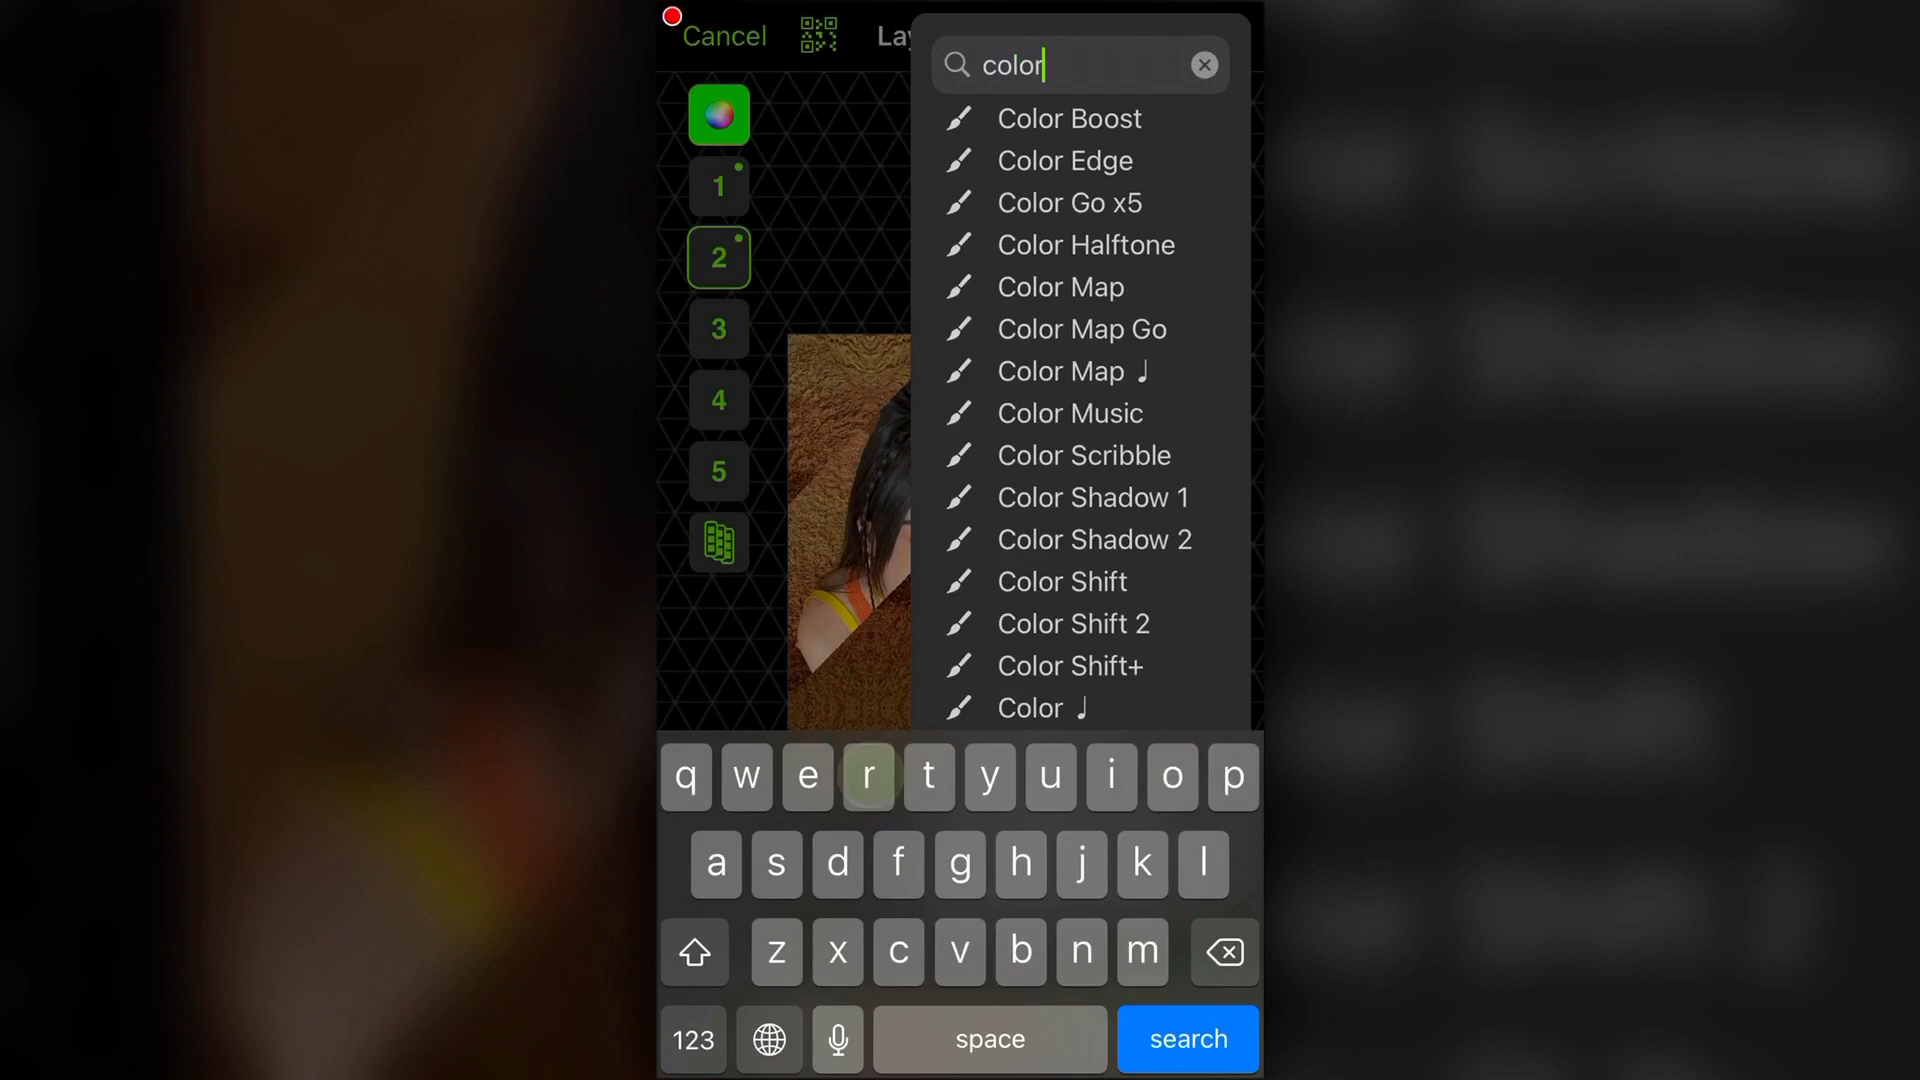 Cancel
Lay
color
Color Boost
1
Color Edge
Color Go x5
2
Color Halftone
Color Map
3
Color Map Go
Color Map ♩
4
Color Music
Color Scribble
5
Color Shadow 1
Color Shadow 2
Color Shift
Color Shift 2
Color Shift+
Color ♩
q w e r t y u i o p
a s d f g h j k l
z x c v b n m
123 space search